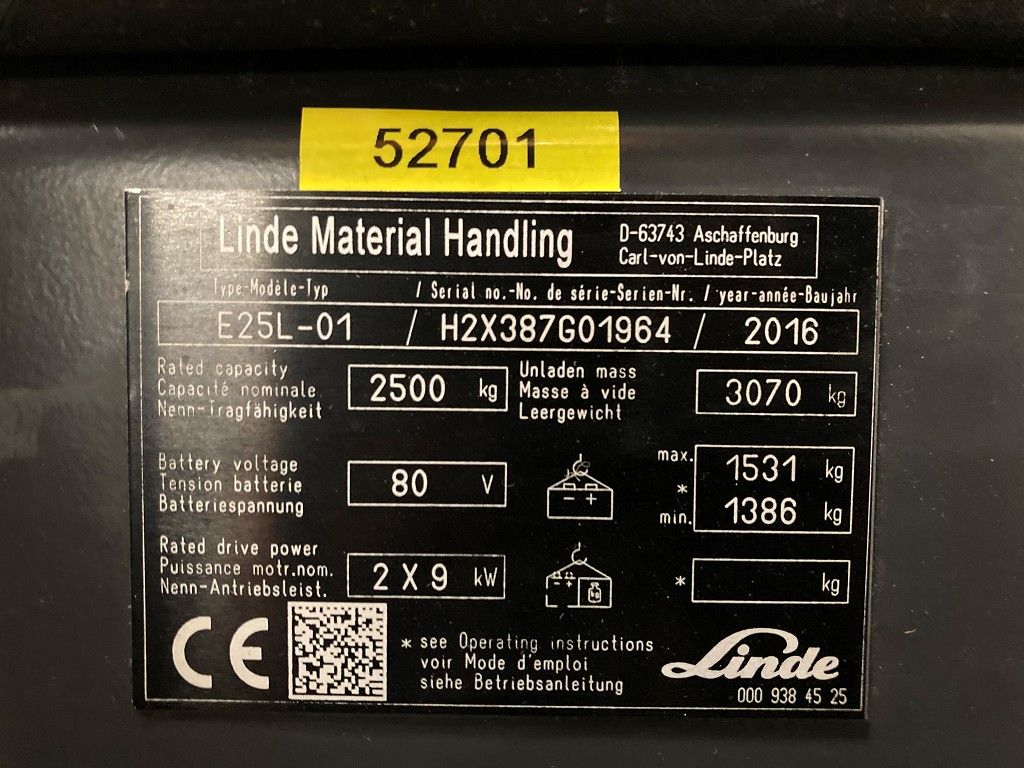 52701
Linde Material Handling
D-63743 Aschaffenburg
Carl-von-Linde-Platz
Type-Modèle-Typ / Serial no.-No. de série-Serien-Nr. / year-année-Baujahr
E25L-01 / H2X387G01964 / 2016
Rated capacity
Capacité nominale
Nenn-Tragfähigkeit
2500 kg
Unladen mass
Masse à vide
Leergewicht
3070 kg
Battery voltage
Tension batterie
Batteriespannung
80 V
- +
max. 1531 kg
*
min. 1386 kg
Rated drive power
Puissance motr.nom.
Nenn-Antriebsleist.
2 X 9 kW
- +
kg
* kg
CE
* see Operating instructions
voir Mode d'emploi
siehe Betriebsanleitung
Linde
000 938 45 25